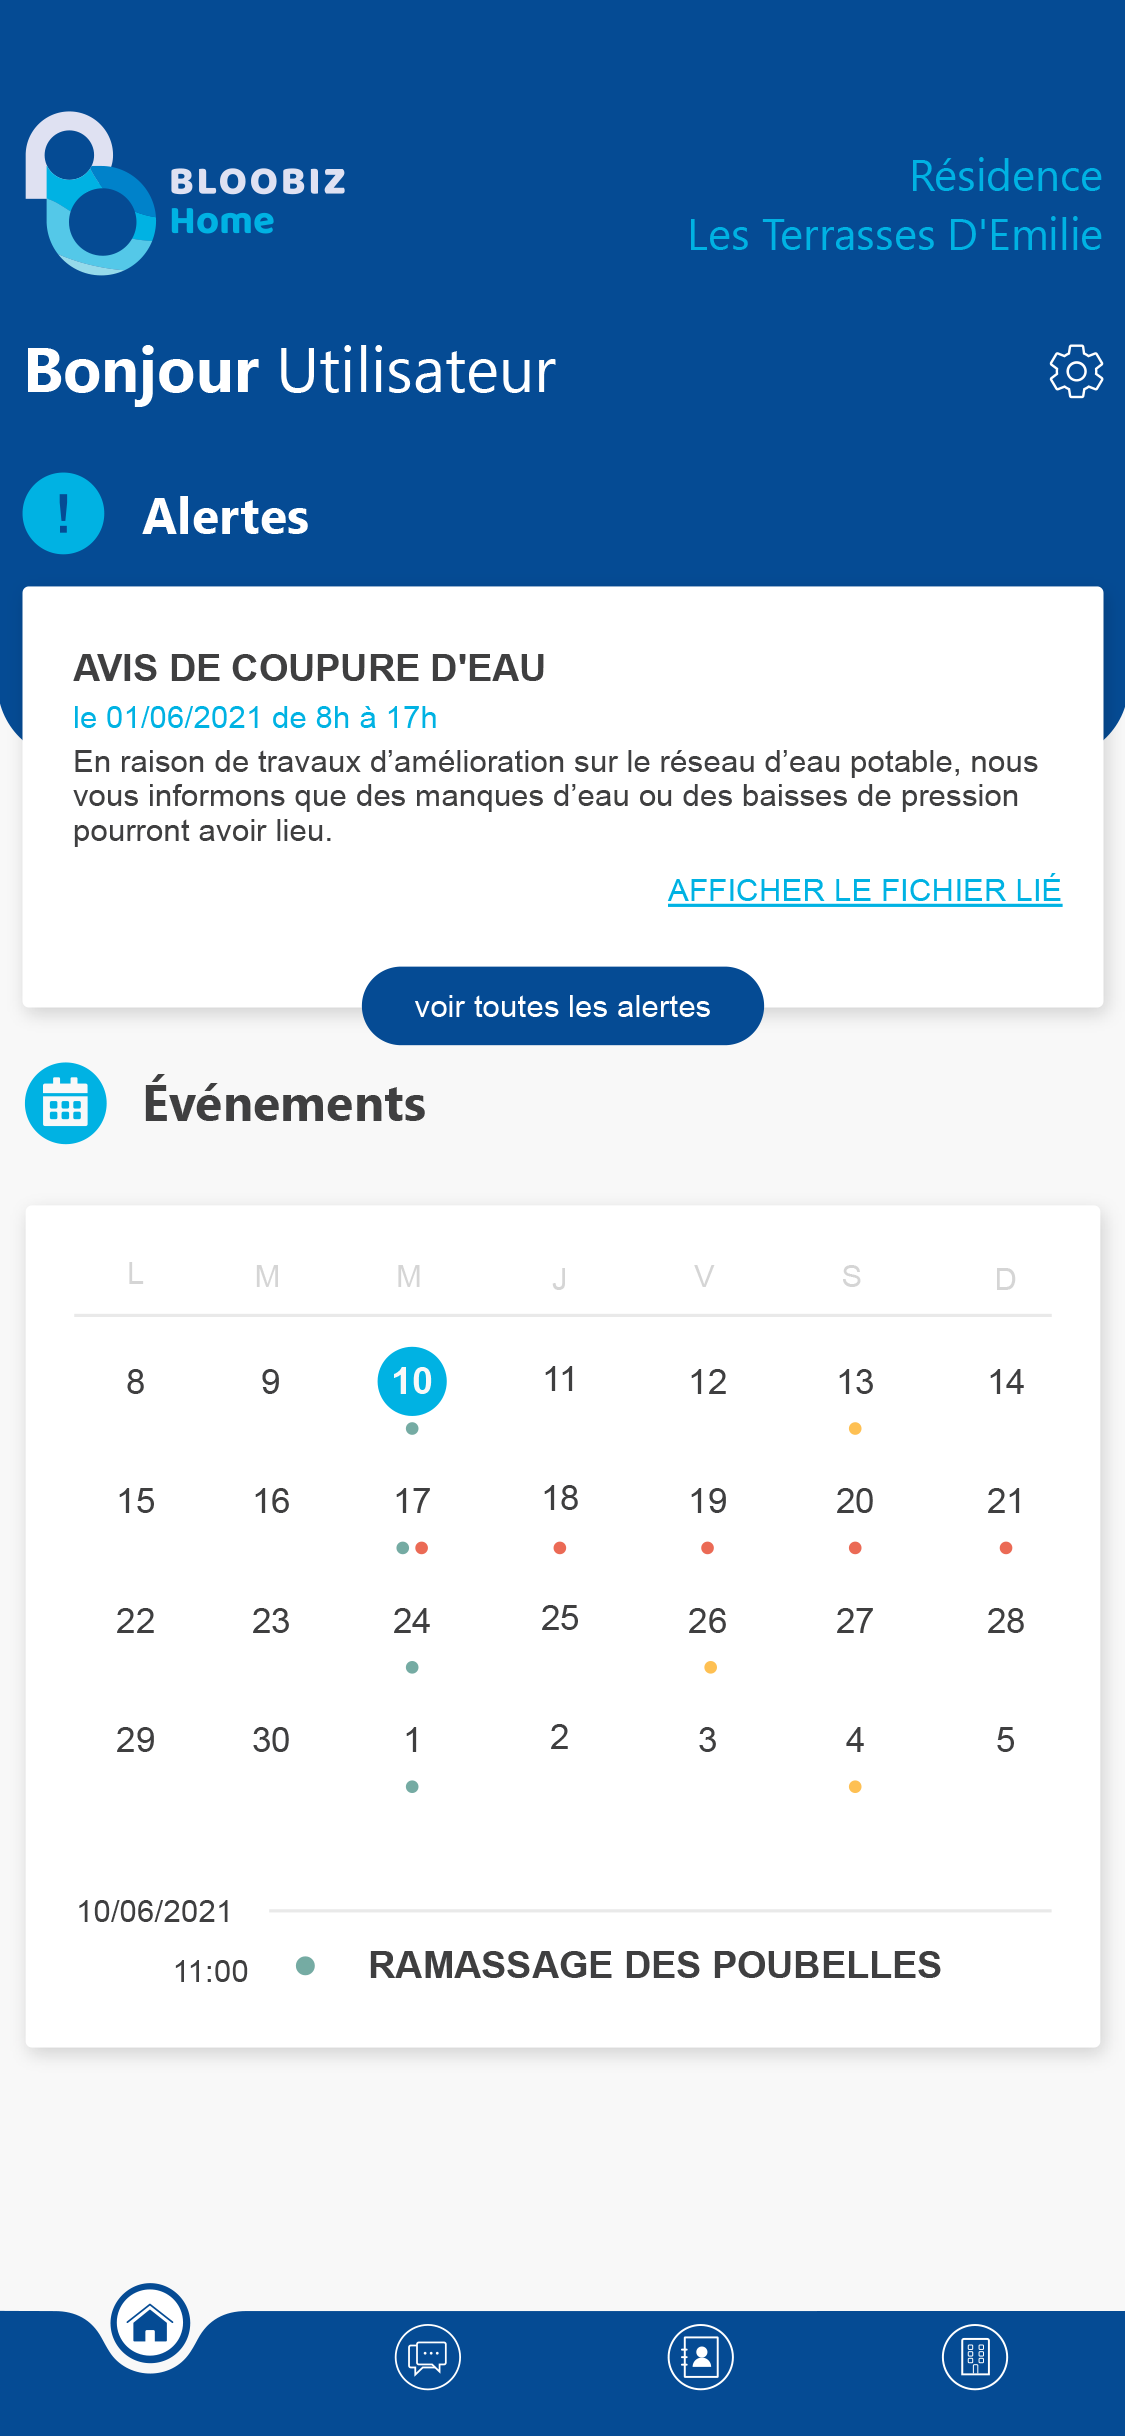 BLOOBIZ
Home
Résidence
Les Terrasses D'Emilie
Bonjour Utilisateur
!
Alertes
AVIS DE COUPURE D'EAU
le 01/06/2021 de 8h à 17h
En raison de travaux d’amélioration sur le réseau d’eau potable, nous
vous informons que des manques d’eau ou des baisses de pression
pourront avoir lieu.
AFFICHER LE FICHIER LIÉ
voir toutes les alertes
Événements
L M M J V S D
8 9 10 11 12 13 14
15 16 17 18 19 20 21
22 23 24 25 26 27 28
29 30 1 2 3 4 5
10/06/2021
11:00 RAMASSAGE DES POUBELLES